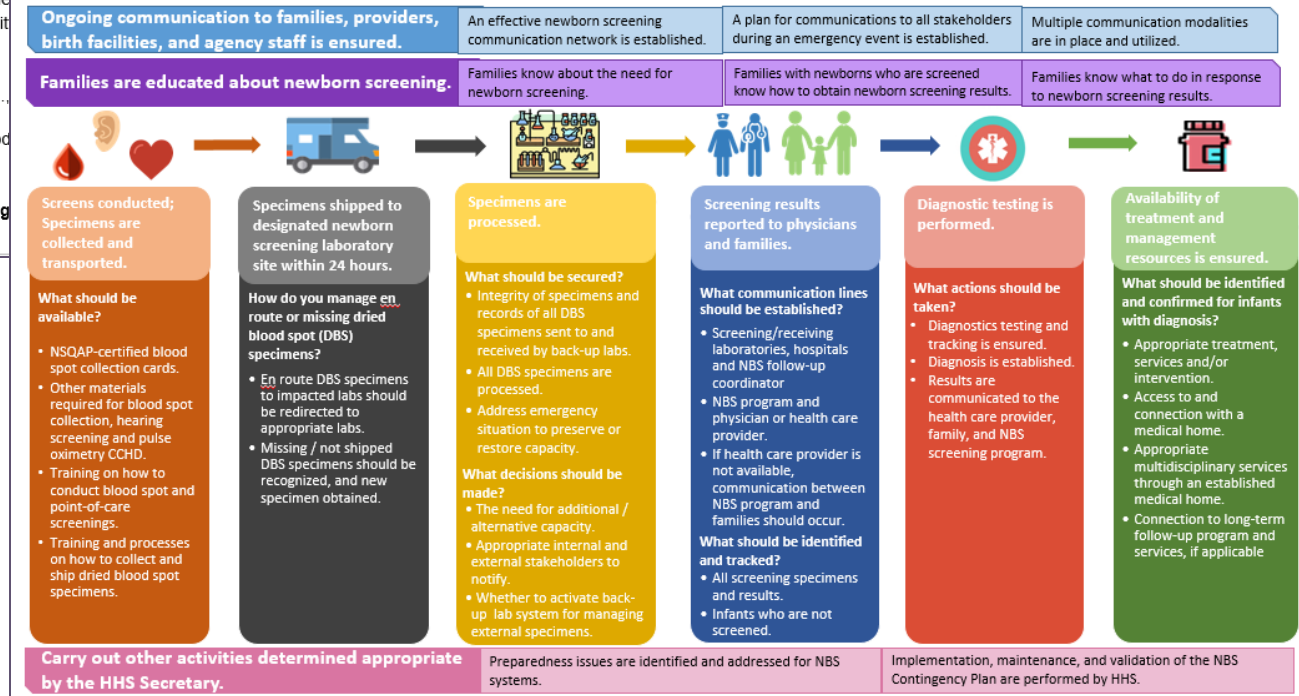 Ongoing communication to families, providers,
birth facilities, and agency staff is ensured.
An effective newborn screening
communication network is established.
A plan for communications to all stakeholders
during an emergency event is established.
Multiple communication modalities
are in place and utilized.
Families are educated about newborn screening.
Families know about the need for
newborn screening.
Families with newborns who are screened
know how to obtain newborn screening results.
Families know what to do in response
to newborn screening results.
Screens conducted;
Specimens are
collected and
transported.
What should be
available?
• NSQAP-certified blood
spot collection cards.
• Other materials
required for blood spot
collection, hearing
screening and pulse
oximetry CCHD.
• Training on how to
conduct blood spot and
point-of-care
screenings.
• Training and processes
on how to collect and
ship dried blood spot
specimens.
Specimens shipped to
designated newborn
screening laboratory
site within 24 hours.
How do you manage en
route or missing dried
blood spot (DBS)
specimens?
• En route DBS specimens
to impacted labs should
be redirected to
appropriate labs.
• Missing / not shipped
DBS specimens should be
recognized, and new
specimen obtained.
Specimens are
processed.
What should be secured?
• Integrity of specimens and
records of all DBS
specimens sent to and
received by back-up labs.
• All DBS specimens are
processed.
• Address emergency
situation to preserve or
restore capacity.
What decisions should be
made?
• The need for additional /
alternative capacity.
• Appropriate internal and
external stakeholders to
notify.
• Whether to activate back-
up lab system for managing
external specimens.
Screening results
reported to physicians
and families.
What communication lines
should be established?
• Screening/receiving
laboratories, hospitals
and NBS follow-up
coordinator
• NBS program and
physician or health care
provider.
• If health care provider is
not available,
communication between
NBS program and
families should occur.
What should be identified
and tracked?
• All screening specimens
and results.
• Infants who are not
screened.
Diagnostic testing is
performed.
What actions should be
taken?
• Diagnostics testing and
tracking is ensured.
• Diagnosis is established.
• Results are
communicated to the
health care provider,
family, and NBS
screening program.
Availability of
treatment and
management
resources is ensured.
What should be identified
and confirmed for infants
with diagnosis?
• Appropriate treatment,
services and/or
intervention.
• Access to and
connection with a
medical home.
• Appropriate
multidisciplinary services
through an established
medical home.
• Connection to long-term
follow-up program and
services, if applicable
Carry out other activities determined appropriate
by the HHS Secretary.
Preparedness issues are identified and addressed for NBS
systems.
Implementation, maintenance, and validation of the NBS
Contingency Plan are performed by HHS.